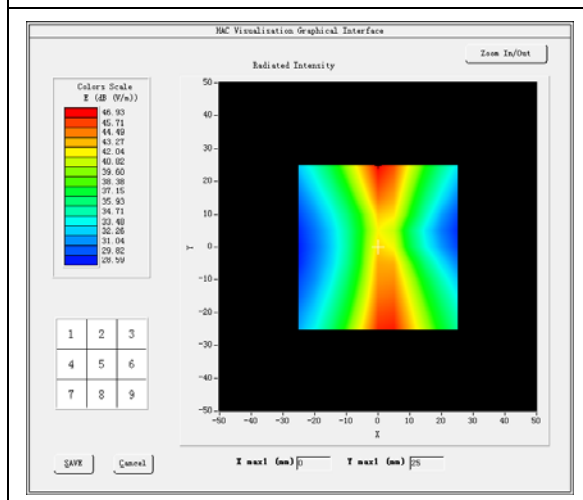 HAC Visualisation Graphical Interface
Zoom In/Out
Radiated Intensity
Colors Scale
E (dB (V/m))
46.93
45.71
44.49
43.27
42.04
40.82
39.60
38.38
37.15
35.93
34.71
33.48
32.26
31.04
29.82
28.59
50
40
30
20
10
Y 0
-10
-20
-30
-40
-50
-50 -40 -30 -20 -10 0 10 20 30 40 50
X
1 2 3
4 5 6
7 8 9
SAVE Cancel
X max1 (mm) 0 Y max1 (mm) 25